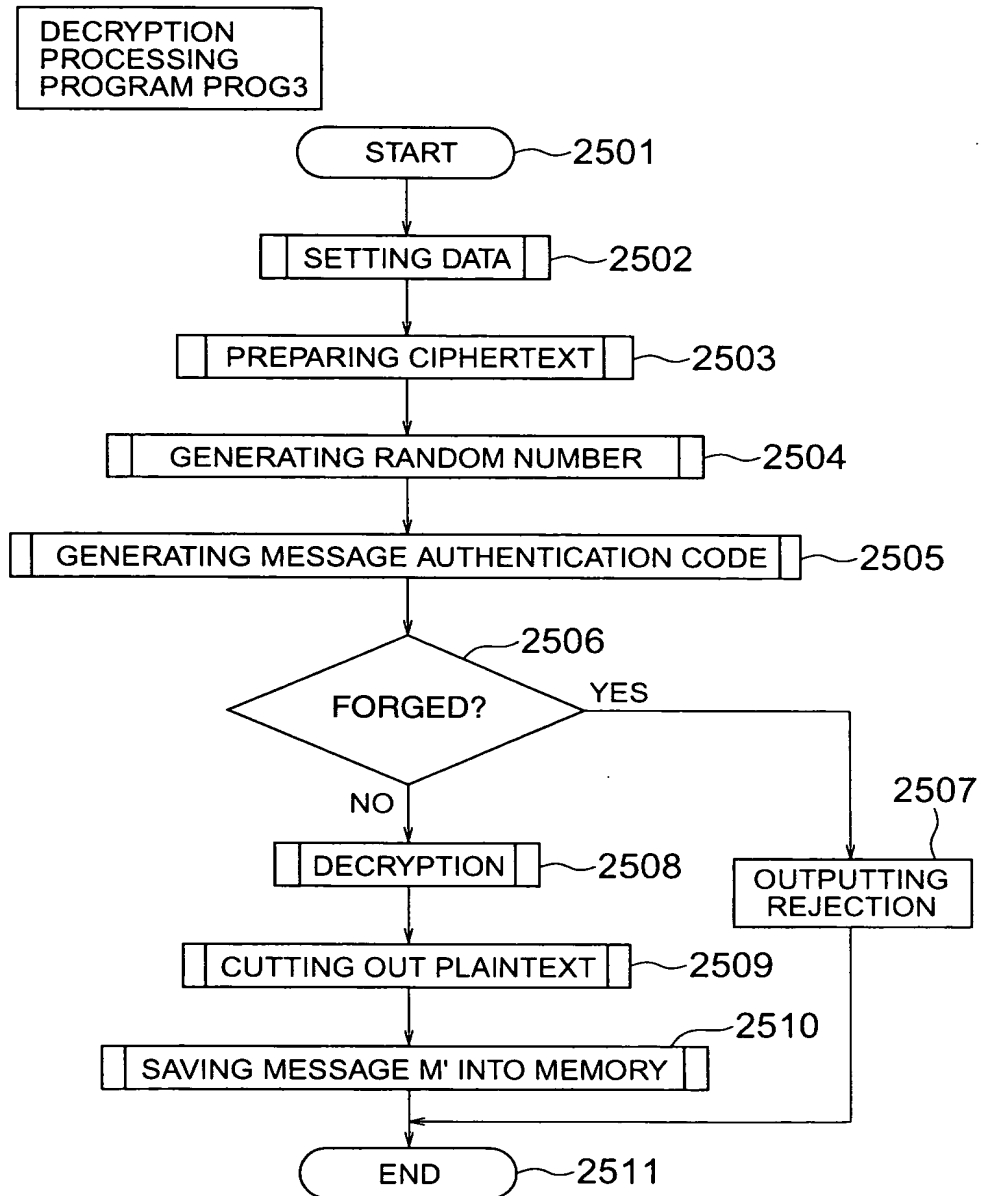 DECRYPTION
PROCESSING
PROGRAM PROG3
START
2501
SETTING DATA
2502
PREPARING CIPHERTEXT
2503
GENERATING RANDOM NUMBER
2504
GENERATING MESSAGE AUTHENTICATION CODE
2505
2506
FORGED?
YES
NO
2507
OUTPUTTING
REJECTION
DECRYPTION
2508
CUTTING OUT PLAINTEXT
2509
2510
SAVING MESSAGE M' INTO MEMORY
END
2511